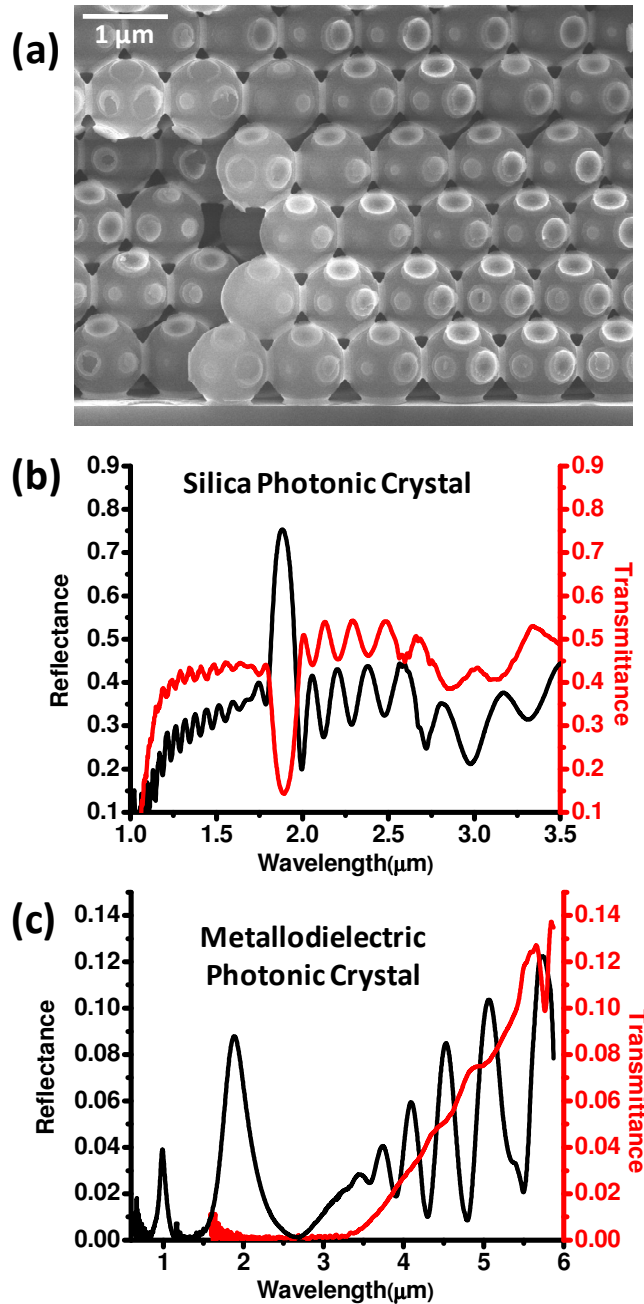 (a)
1 μm
(b)
Silica Photonic Crystal
0.9
0.8
0.7
0.6
0.5
0.4
0.3
0.2
0.1
Reflectance
0.9
0.8
0.7
0.6
0.5
0.4
0.3
0.2
0.1
Transmittance
1.0 1.5 2.0 2.5 3.0 3.5
Wavelength(μm)
(c)
Metallodielectric
Photonic Crystal
0.14
0.12
0.10
0.08
0.06
0.04
0.02
0.00
Reflectance
0.14
0.12
0.10
0.08
0.06
0.04
0.02
0.00
Transmittance
1 2 3 4 5 6
Wavelength(μm)